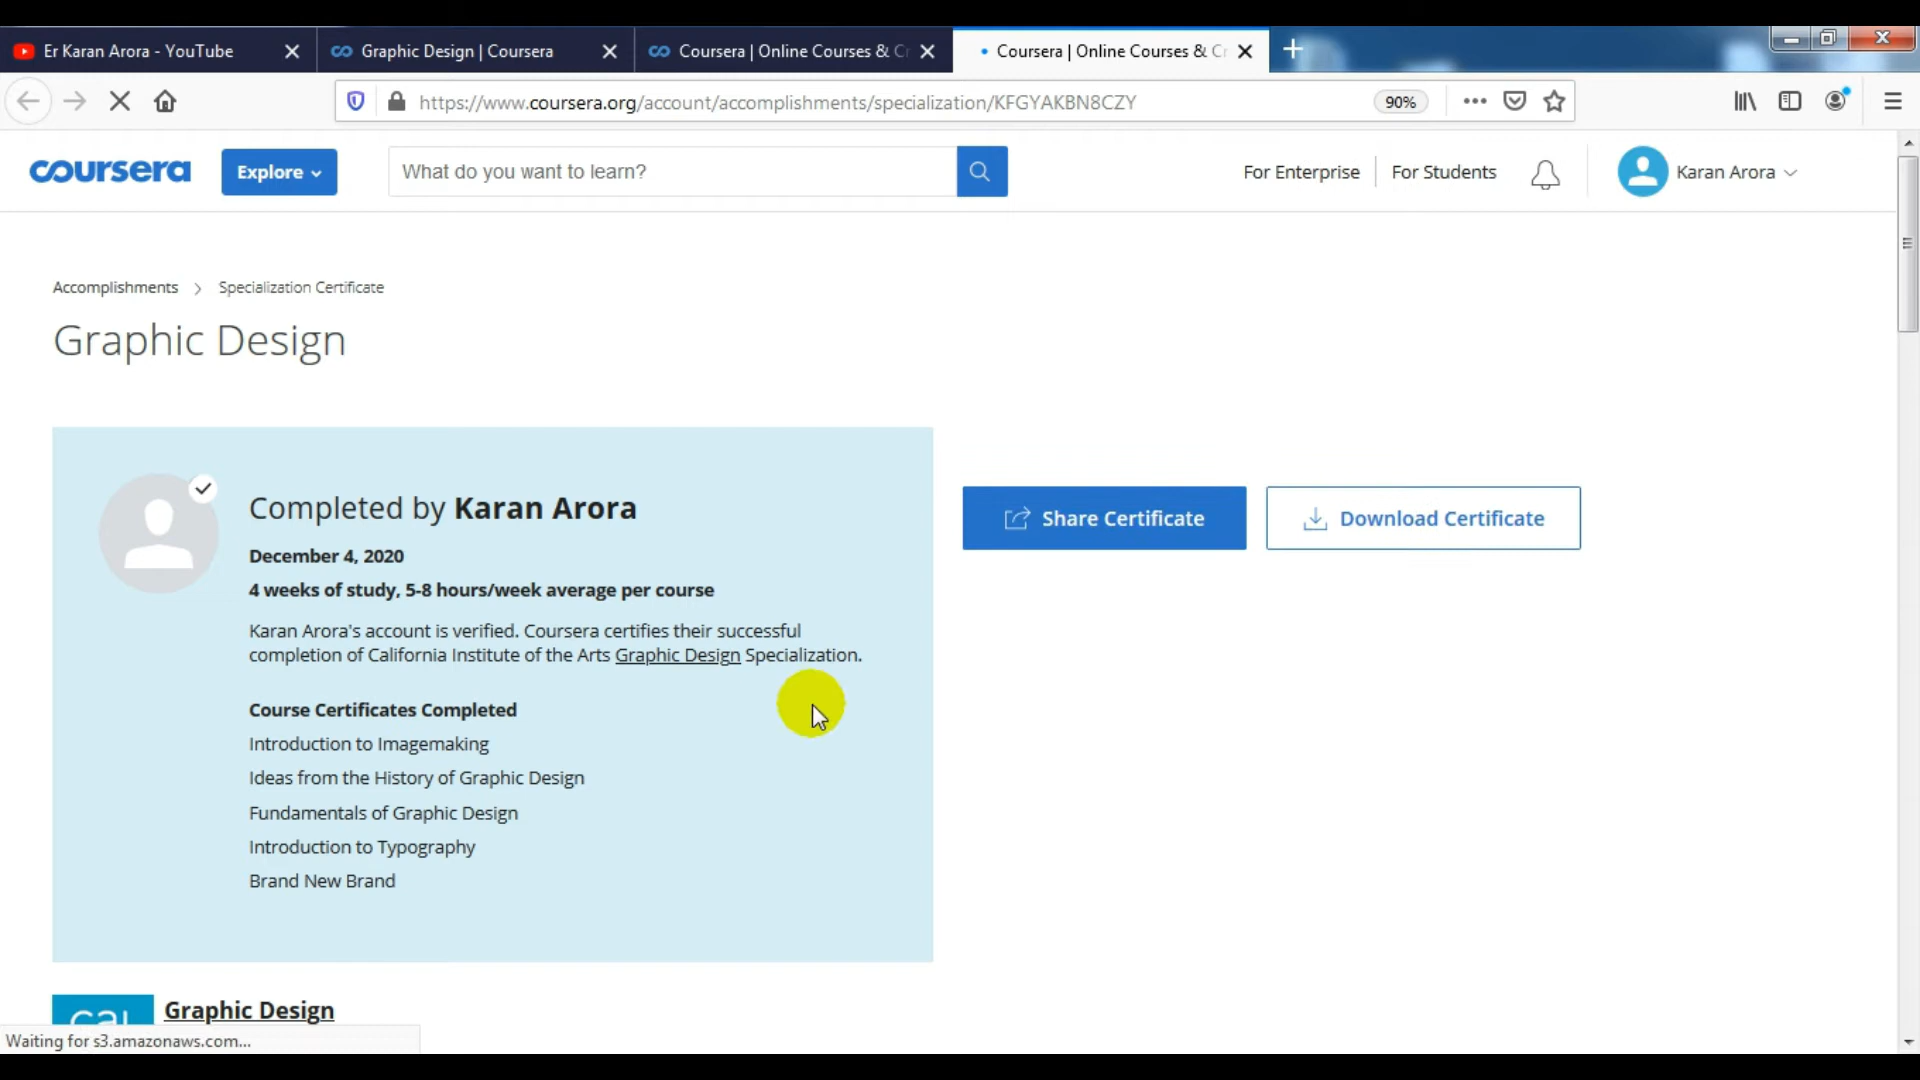 Er Karan Arora - YouTube
Graphic Design | Coursera
Coursera | Online Courses & Cr
Coursera | Online Courses & Cr
https://www.coursera.org/account/accomplishments/specialization/KFGYAKBN8CZY
90%
coursera
Explore
What do you want to learn?
For Enterprise
For Students
Karan Arora
Accomplishments
Specialization Certificate
Graphic Design
Completed by Karan Arora
December 4, 2020
4 weeks of study, 5-8 hours/week average per course
Karan Arora's account is verified. Coursera certifies their successful
completion of California Institute of the Arts Graphic Design Specialization.
Course Certificates Completed
Introduction to Imagemaking
Ideas from the History of Graphic Design
Fundamentals of Graphic Design
Introduction to Typography
Brand New Brand
Share Certificate
Download Certificate
Graphic Design
Waiting for s3.amazonaws.com...